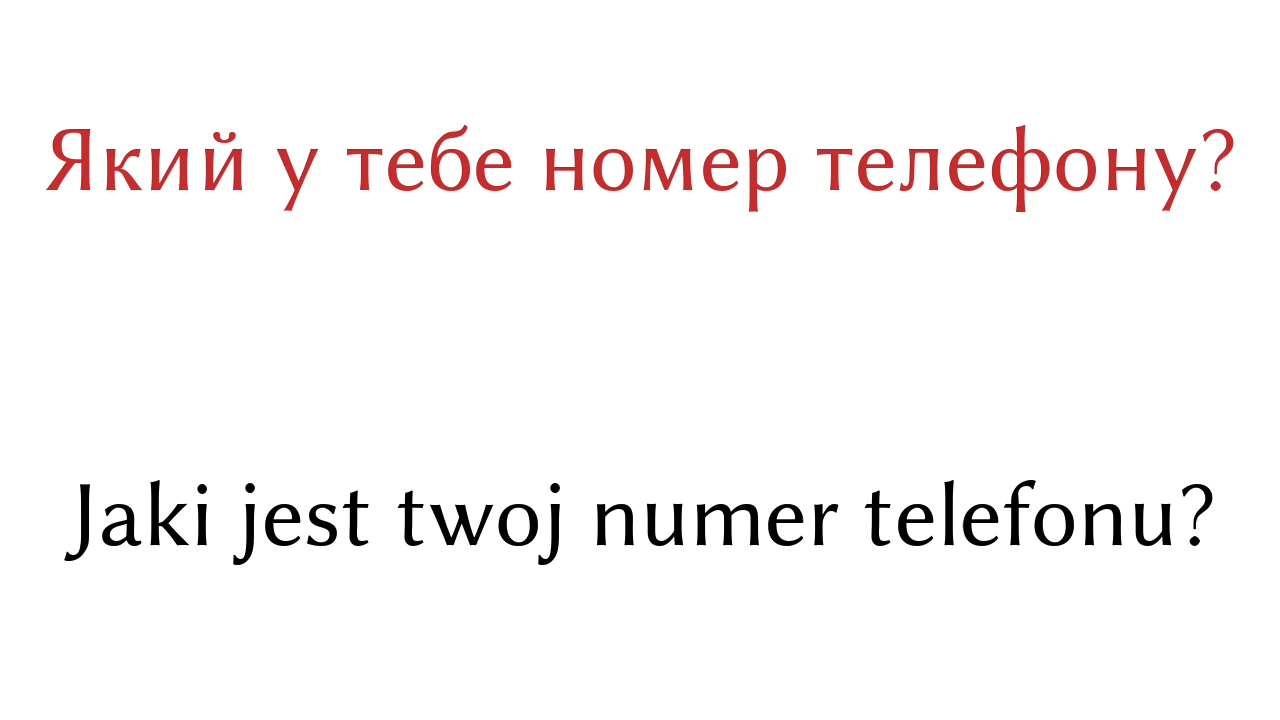 Який у тебе номер телефону?
Jaki jest twoj numer telefonu?